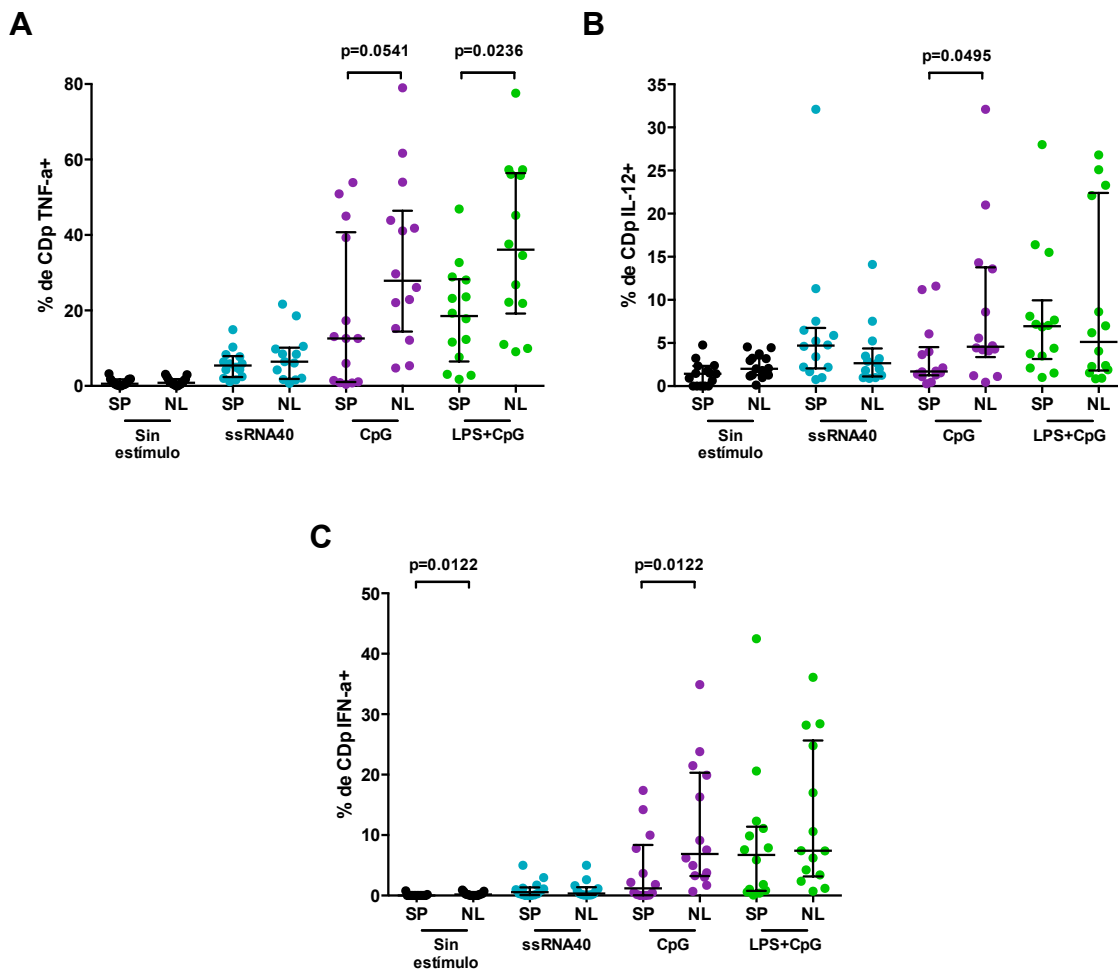 A
p=0.0541
p=0.0236
80
60
40
20
0
% de CDp TNF-a+
SP NL SP NL SP NL SP NL
Sin estímulo ssRNA40 CpG LPS+CpG
B
p=0.0495
35
30
25
20
15
10
5
0
% de CDp IL-12+
SP NL SP NL SP NL SP NL
Sin estímulo ssRNA40 CpG LPS+CpG
C
p=0.0122
p=0.0122
50
40
30
20
10
0
% de CDp IFN-a+
SP NL SP NL SP NL SP NL
Sin estímulo ssRNA40 CpG LPS+CpG